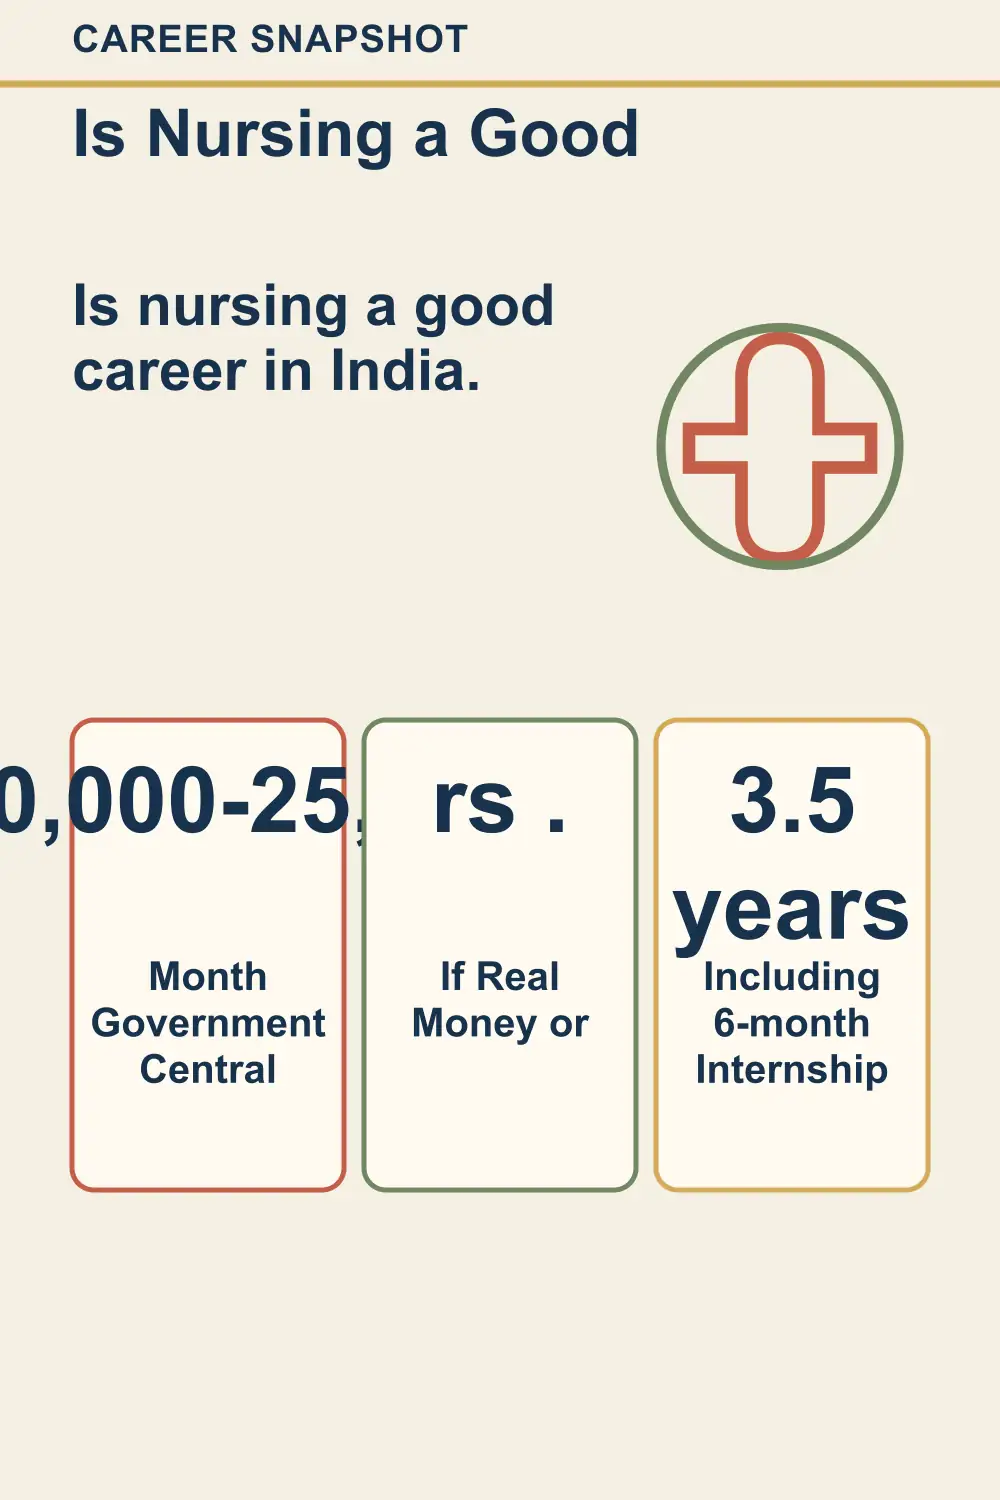 CAREER SNAPSHOT
Is Nursing a Good
Is nursing a good
career in India.
0,000-25,
rs .
3.5
years
Month
Government
Central
If Real
Money or
Including
6-month
Internship